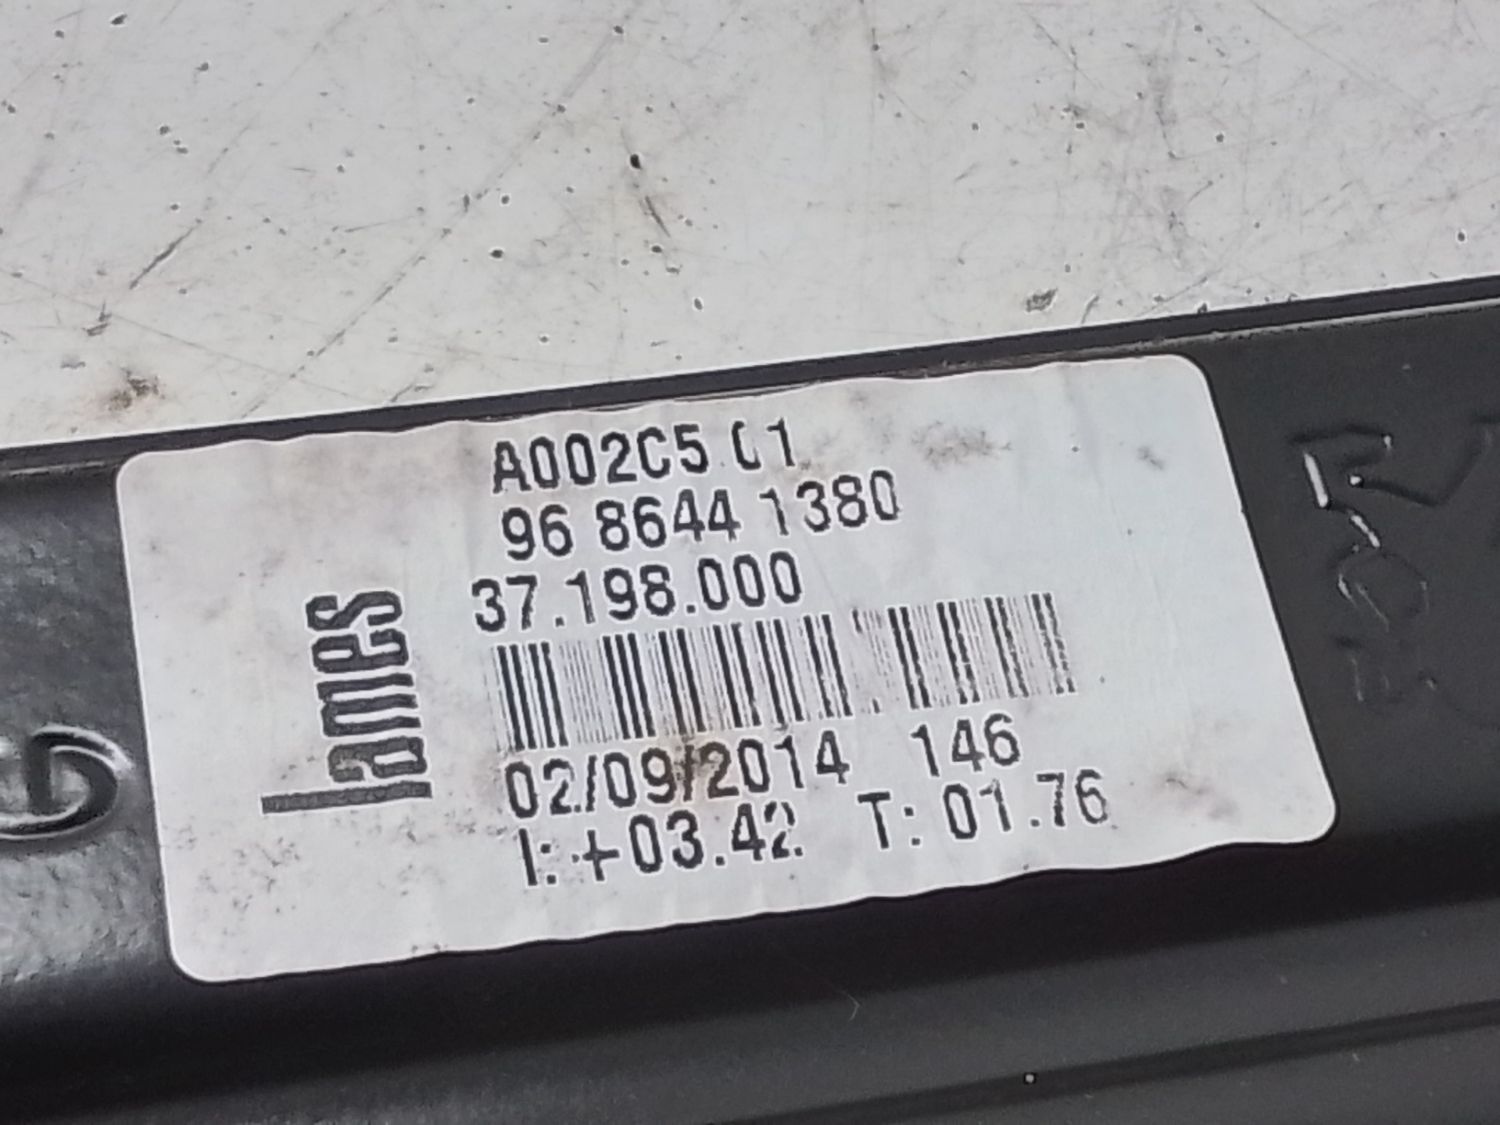 A002C5 01
96 8644 1380
37.198.000
lames
02/09/2014 146
I: +03.42 T: 01.76